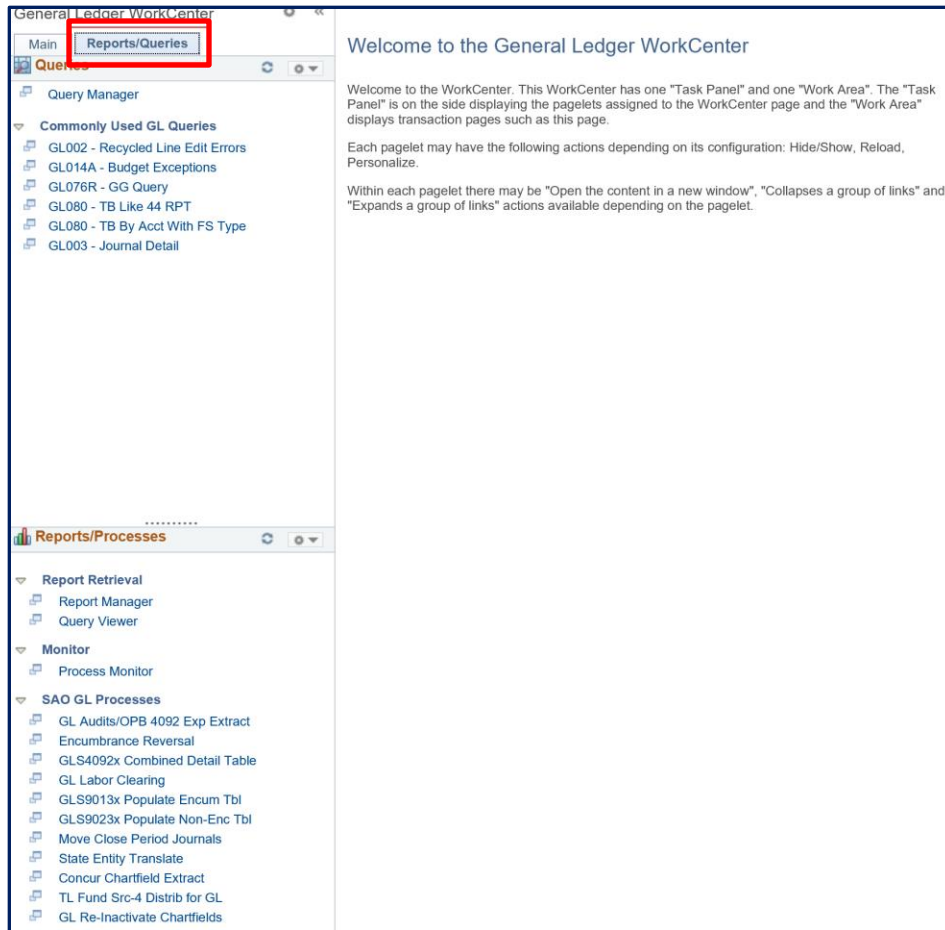 General Ledger WorkCenter
Main Reports/Queries
Queries
Query Manager
Commonly Used GL Queries
GL002 - Recycled Line Edit Errors
GL014A - Budget Exceptions
GL076R - GG Query
GL080 - TB Like 44 RPT
GL080 - TB By Acct With FS Type
GL003 - Journal Detail
Reports/Processes
Report Retrieval
Report Manager
Query Viewer
Monitor
Process Monitor
SAO GL Processes
GL Audits/OPB 4092 Exp Extract
Encumbrance Reversal
GLS4092x Combined Detail Table
GL Labor Clearing
GLS9013x Populate Encum Tbl
GLS9023x Populate Non-Enc Tbl
Move Close Period Journals
State Entity Translate
Concur Chartfield Extract
TL Fund Src-4 Distrib for GL
GL Re-Inactivate Chartfields
Welcome to the General Ledger WorkCenter
Welcome to the WorkCenter. This WorkCenter has one "Task Panel" and one "Work Area". The "Task
Panel" is on the side displaying the pagelets assigned to the WorkCenter page and the "Work Area"
displays transaction pages such as this page.
Each pagelet may have the following actions depending on its configuration: Hide/Show, Reload,
Personalize.
Within each pagelet there may be "Open the content in a new window", "Collapses a group of links" and
"Expands a group of links" actions available depending on the pagelet.